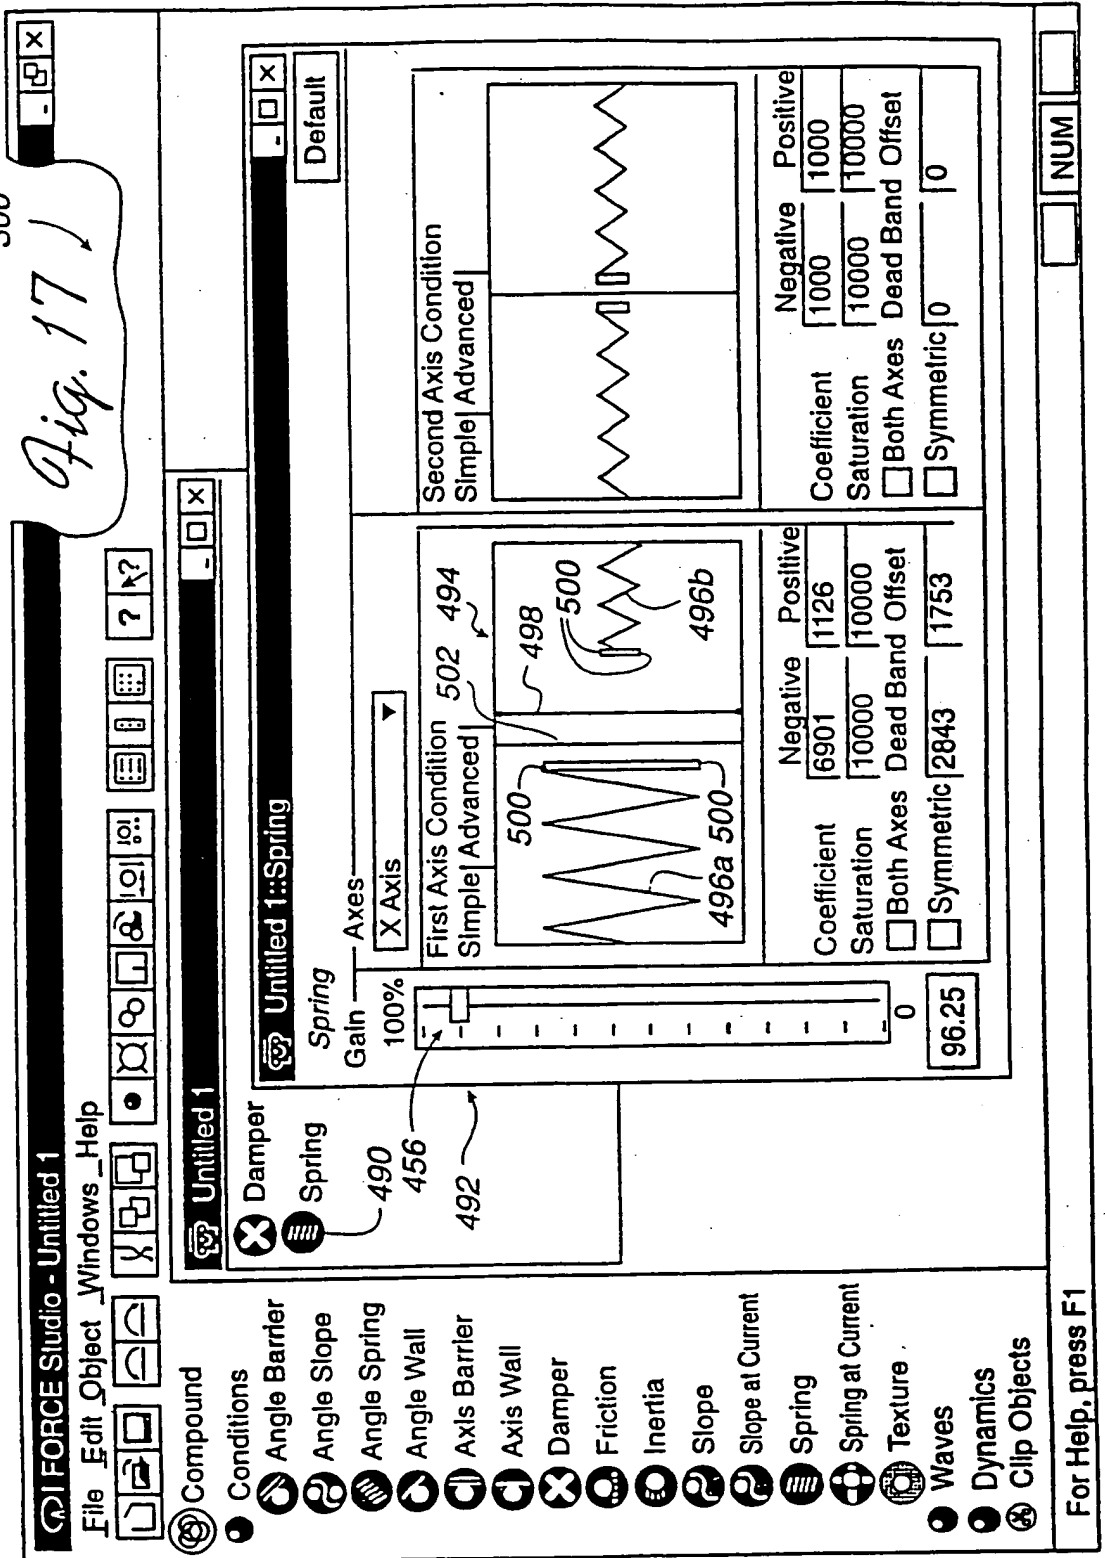 Fig. 17
I FORCE Studio - Untitled 1
File Edit Object Windows Help
? ?
Compound
Conditions
Angle Barrier
Angle Slope
Angle Spring
Angle Wall
Axis Barrier
Axis Wall
Damper
Friction
Inertia
Slope
Slope at Current
Spring
Spring at Current
Texture
Waves
Dynamics
Clip Objects
Untitled 1
Damper
Spring
490
456
492
Untitled 1::Spring
Spring
Default
Gain
100%
0
96.25
Axes
X Axis
First Axis Condition
Simple Advanced
502
494
498
500
500
500
496a
496b
Negative Positive
Coefficient 6901 1126
Saturation 10000 10000
Both Axes Dead Band Offset
Symmetric 2843 1753
Second Axis Condition
Simple Advanced
Negative Positive
Coefficient 1000 1000
Saturation 10000 10000
Both Axes Dead Band Offset
Symmetric 0 0
For Help, press F1
NUM